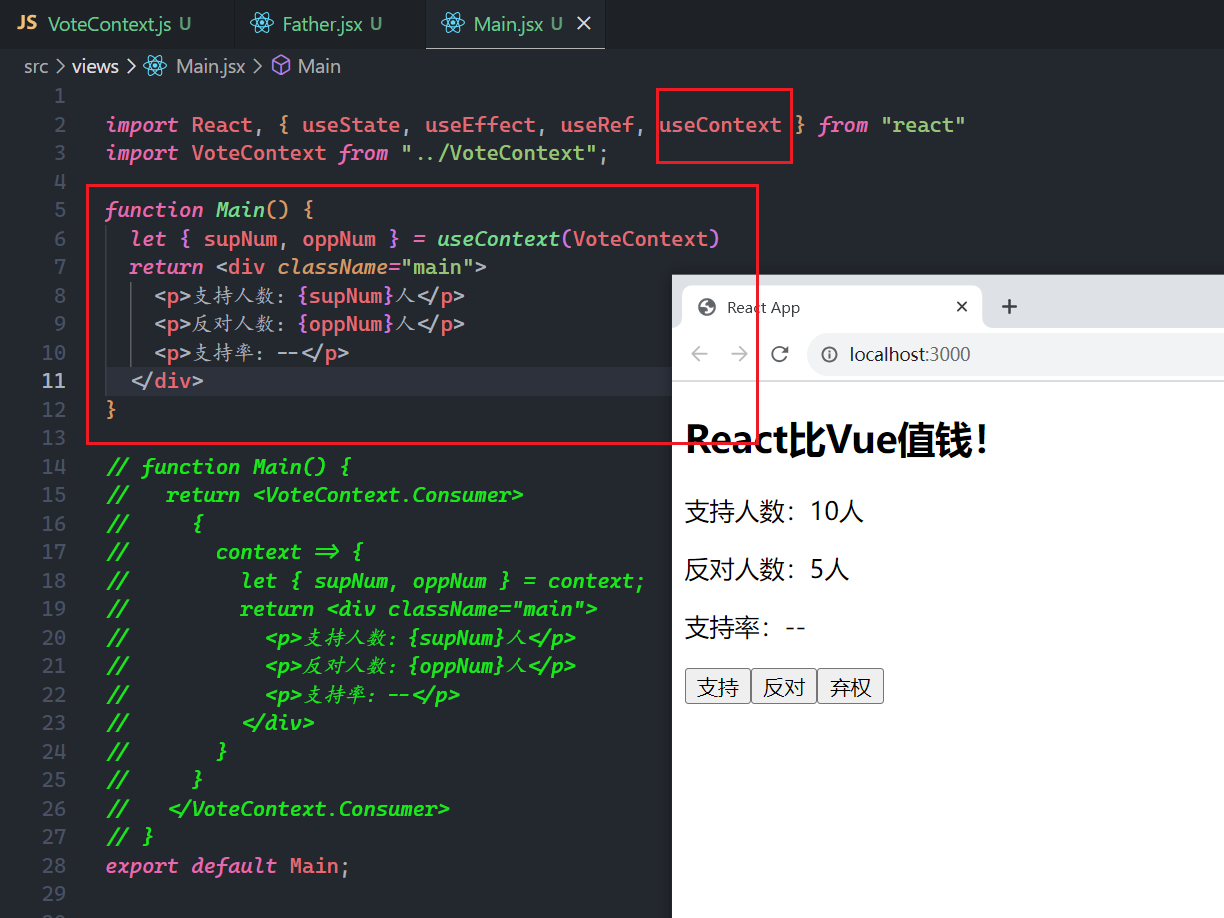 JS VoteContext.js U Father.jsx U Main.jsx U
src > views > Main.jsx > Main
1
2 import React, { useState, useEffect, useRef, useContext } from "react"
3 import VoteContext from "../VoteContext";
4
5 function Main() {
6 let { supNum, oppNum } = useContext(VoteContext)
7 return <div className="main">
8 <p>支持人数：{supNum}人</p>
9 <p>反对人数：{oppNum}人</p>
10 <p>支持率：--</p>
11 </div>
12 }
13
14 // function Main() {
15 // return <VoteContext.Consumer>
16 // {
17 // context => {
18 // let { supNum, oppNum } = context;
19 // return <div className="main">
20 // <p>支持人数：{supNum}人</p>
21 // <p>反对人数：{oppNum}人</p>
22 // <p>支持率：--</p>
23 // </div>
24 // }
25 // }
26 // </VoteContext.Consumer>
27 // }
28 export default Main;
29
React App
localhost:3000
React比Vue值钱！
支持人数：10人
反对人数：5人
支持率：--
支持 反对 弃权